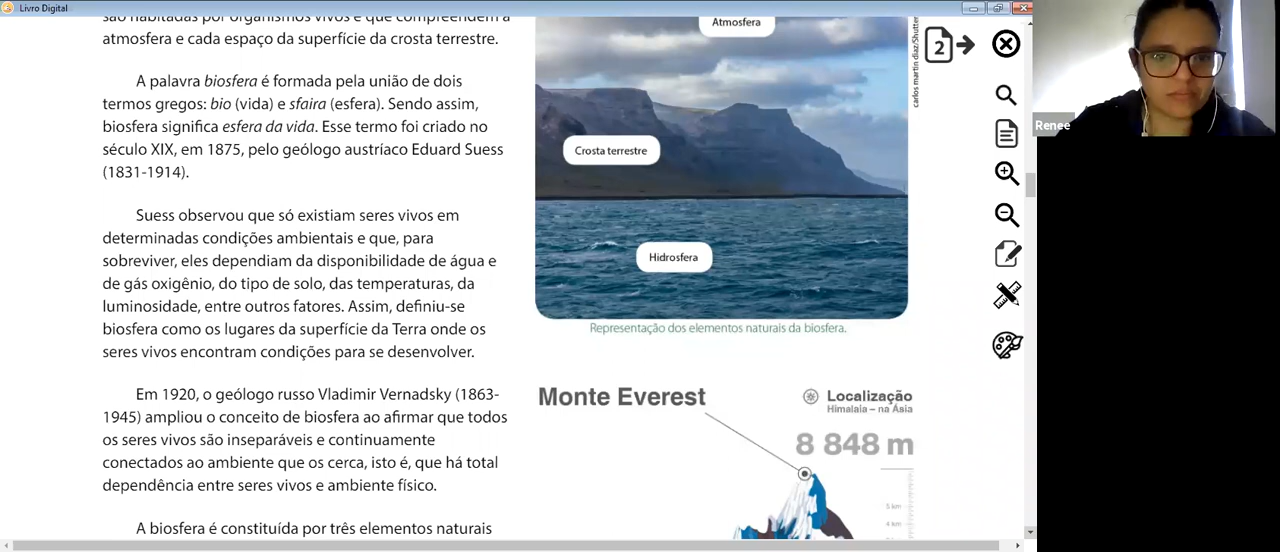 Livro Digital
são habitadas por organismos vivos e que compreendem a
atmosfera e cada espaço da superfície da crosta terrestre.
A palavra biosfera é formada pela união de dois
termos gregos: bio (vida) e sfaira (esfera). Sendo assim,
biosfera significa esfera da vida. Esse termo foi criado no
século XIX, em 1875, pelo geólogo austríaco Eduard Suess
(1831-1914).
Suess observou que só existiam seres vivos em
determinadas condições ambientais e que, para
sobreviver, eles dependiam da disponibilidade de água e
de gás oxigênio, do tipo de solo, das temperaturas, da
luminosidade, entre outros fatores. Assim, definiu-se
biosfera como os lugares da superfície da Terra onde os
seres vivos encontram condições para se desenvolver.
Em 1920, o geólogo russo Vladimir Vernadsky (1863-
1945) ampliou o conceito de biosfera ao afirmar que todos
os seres vivos são inseparáveis e continuamente
conectados ao ambiente que os cerca, isto é, que há total
dependência entre seres vivos e ambiente físico.
A biosfera é constituída por três elementos naturais
Atmosfera
Crosta terrestre
Hidrosfera
carlos martin diaz/Shutter
Representação dos elementos naturais da biosfera.
Monte Everest
Localização
Himalaia – na Ásia
8 848 m
5 km
4 km
2
Renee